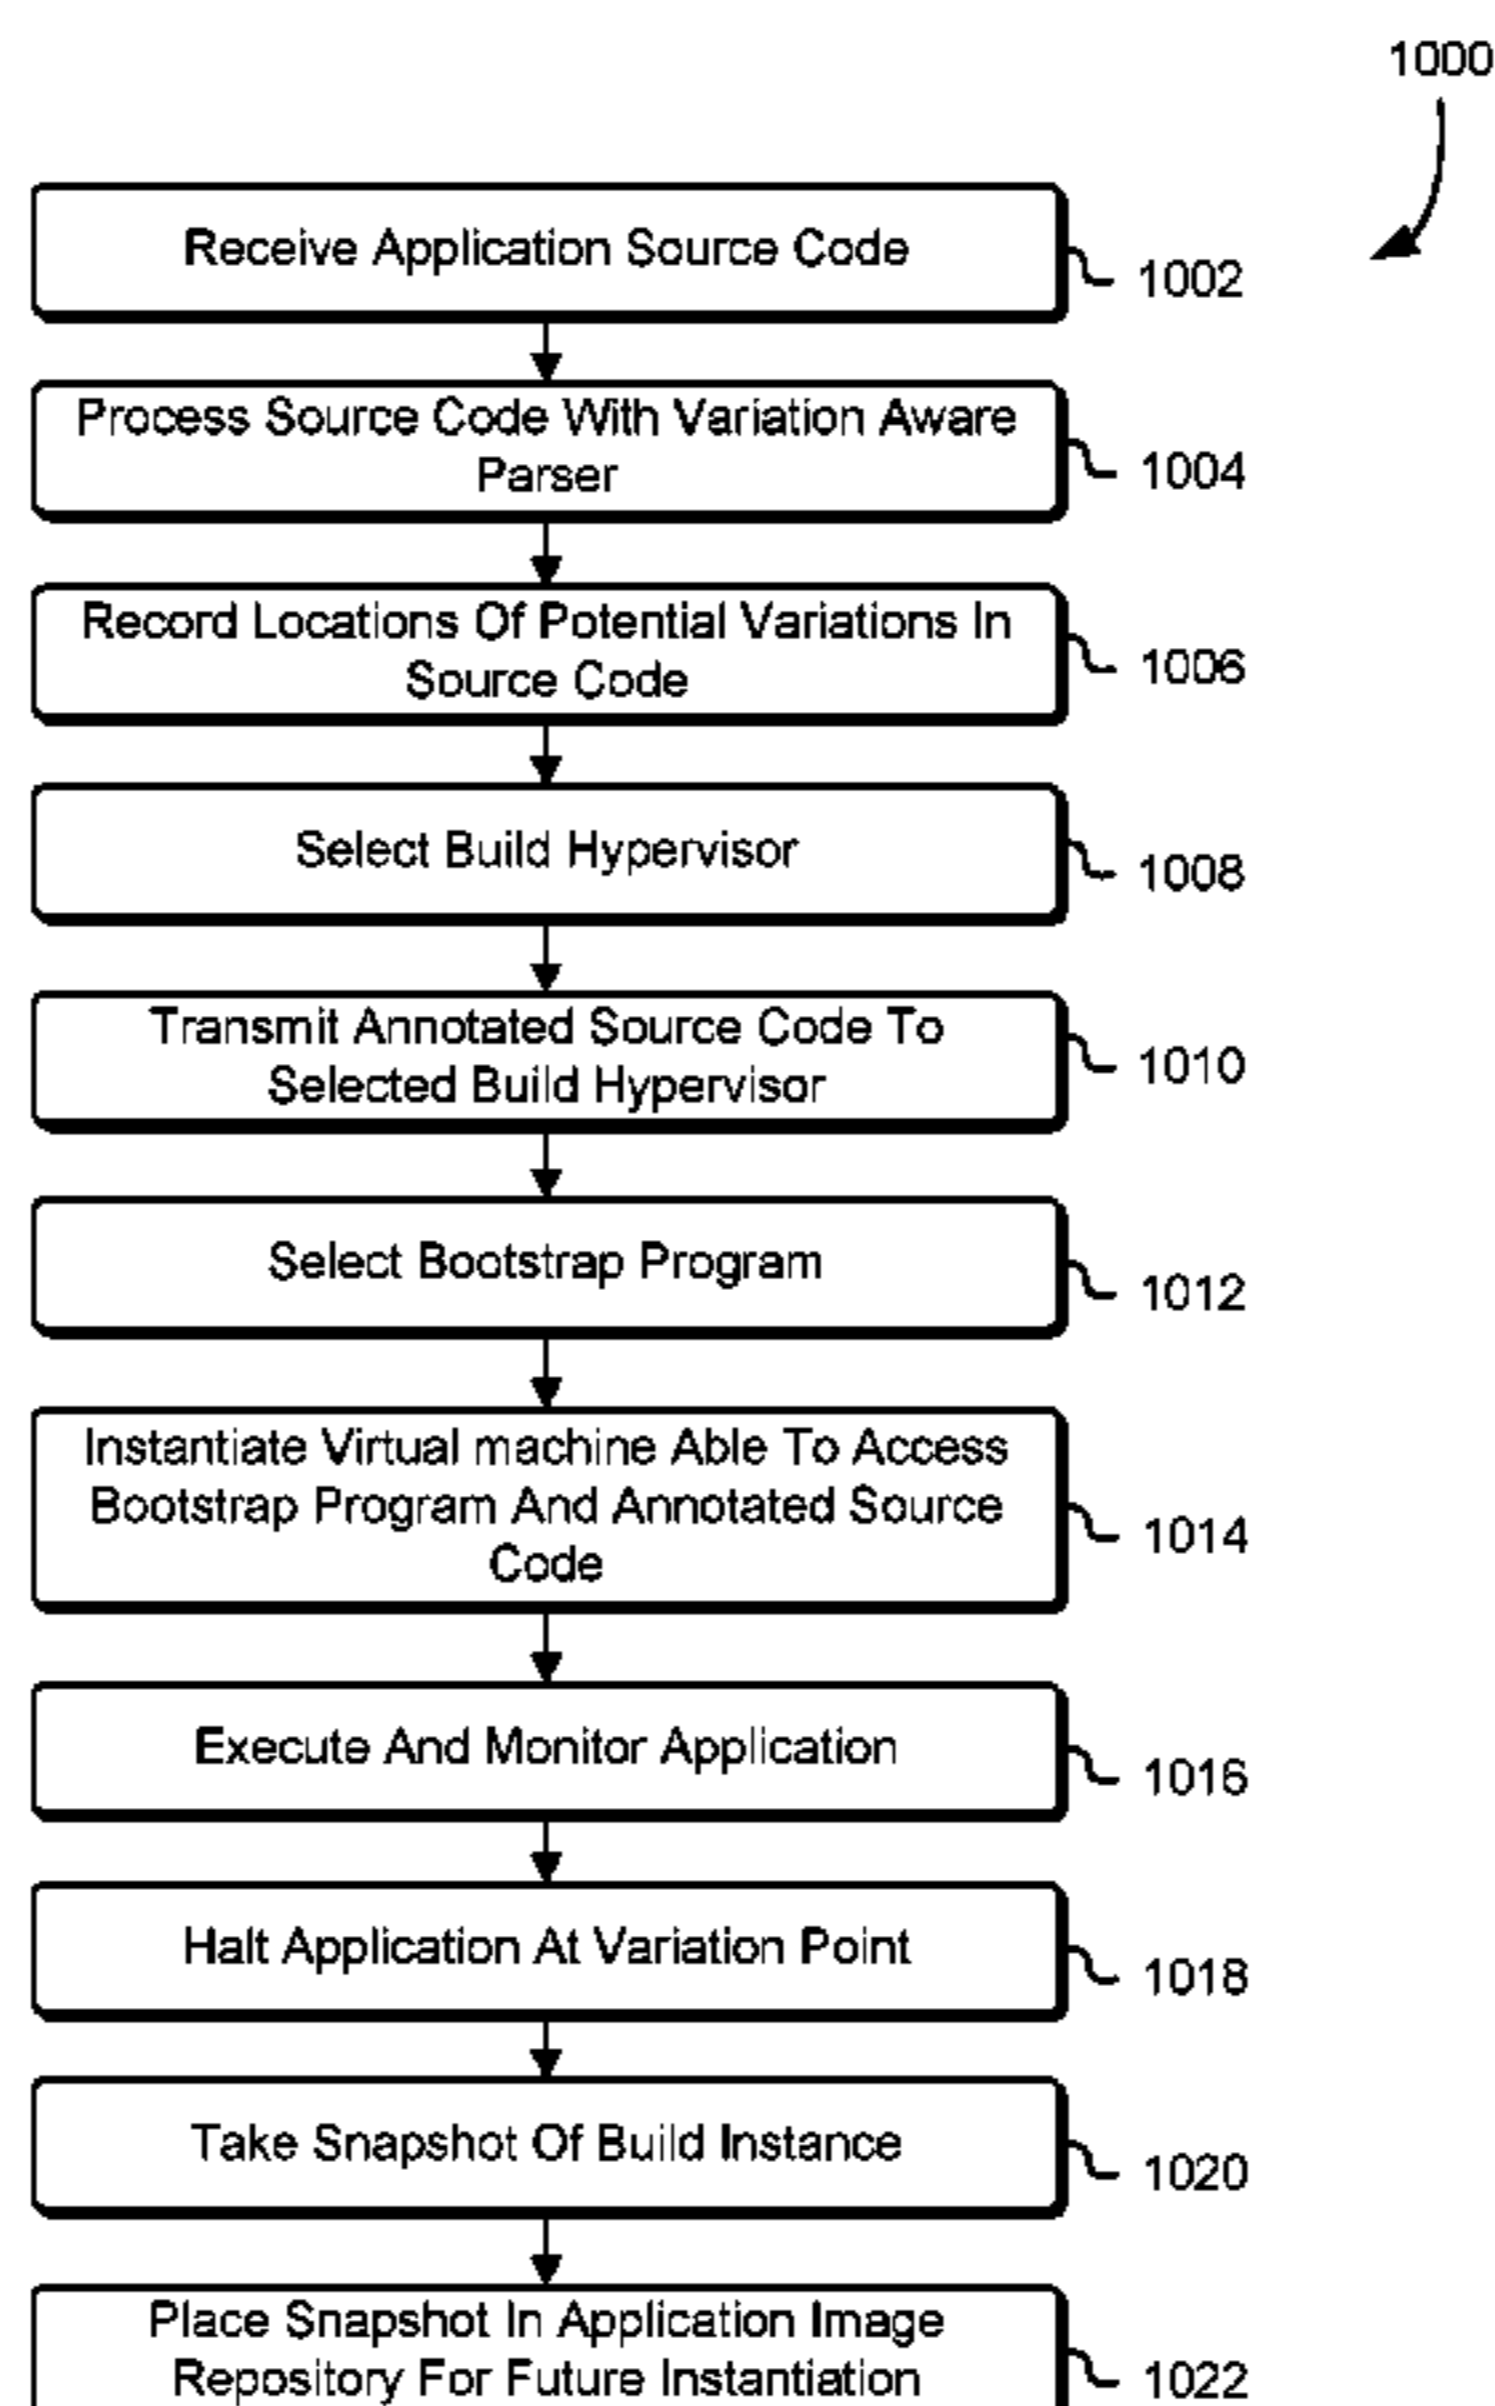 1000
Receive Application Source Code
1002
Process Source Code With Variation Aware
Parser
1004
Record Locations Of Potential Variations In
Source Code
1006
Select Build Hypervisor
1008
Transmit Annotated Source Code To
Selected Build Hypervisor
1010
Select Bootstrap Program
1012
Instantiate Virtual machine Able To Access
Bootstrap Program And Annotated Source
Code
1014
Execute And Monitor Application
1016
Halt Application At Variation Point
1018
Take Snapshot Of Build Instance
1020
Place Snapshot In Application Image
Repository For Future Instantiation
1022